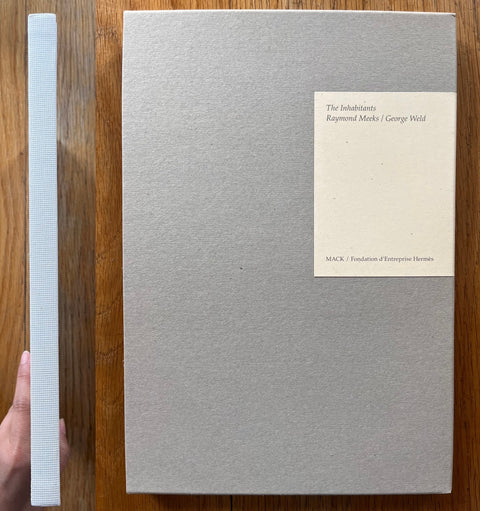 The Inhabitants
Raymond Meeks / George Weld
MACK / Fondation d'Entreprise Hermès